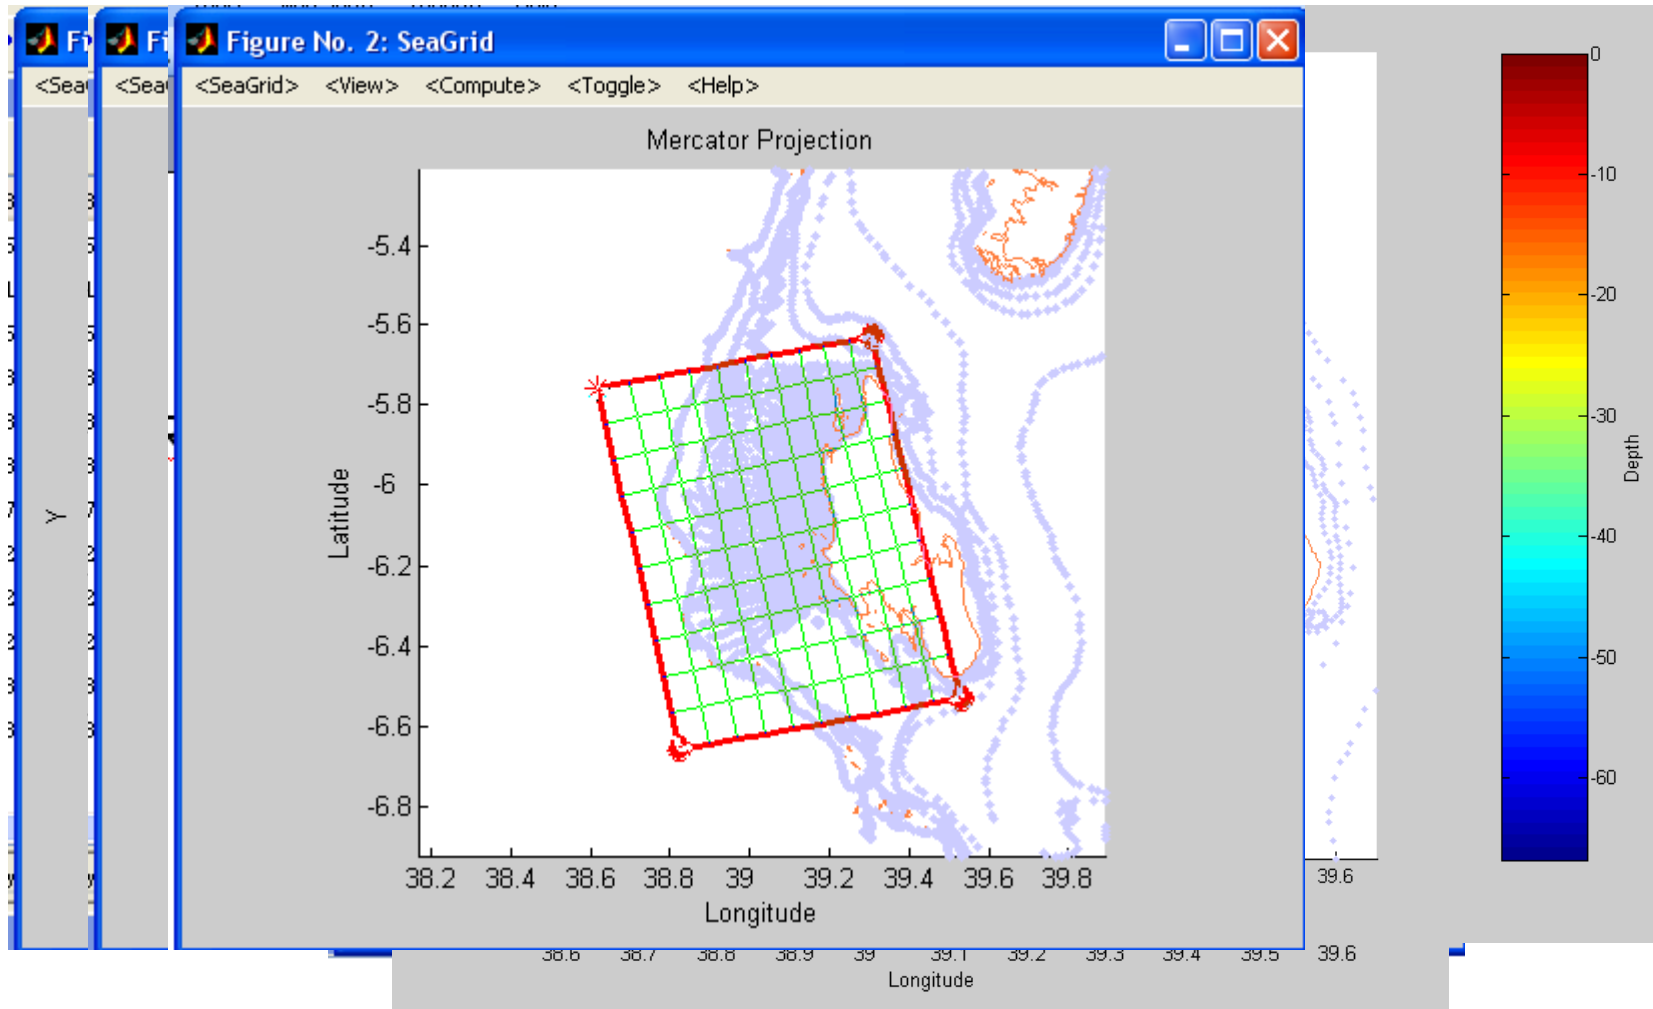 Fi
Fi
Figure No. 2: SeaGrid
<Sea
<Sea
<SeaGrid> <View> <Compute> <Toggle> <Help>
Mercator Projection
-5.4
-5.6
-5.8
-6
-6.2
-6.4
-6.6
-6.8
Latitude
Y
38.2 38.4 38.6 38.8 39 39.2 39.4 39.6 39.8
Longitude
39.6
38.6 38.7 38.8 38.9 39 39.1 39.2 39.3 39.4 39.5 39.6
Longitude
0
-10
-20
-30
-40
-50
-60
Depth